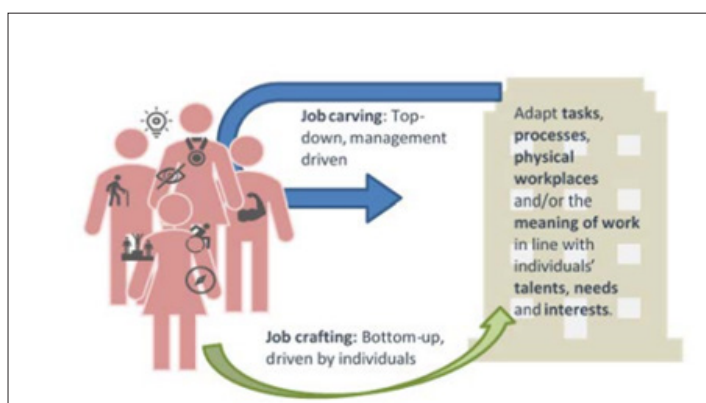 Job carving: Top-
down, management
driven
Adapt tasks,
processes,
physical
workplaces
and/or the
meaning of work
in line with
individuals'
talents, needs
and interests.
Job crafting: Bottom-up,
driven by individuals